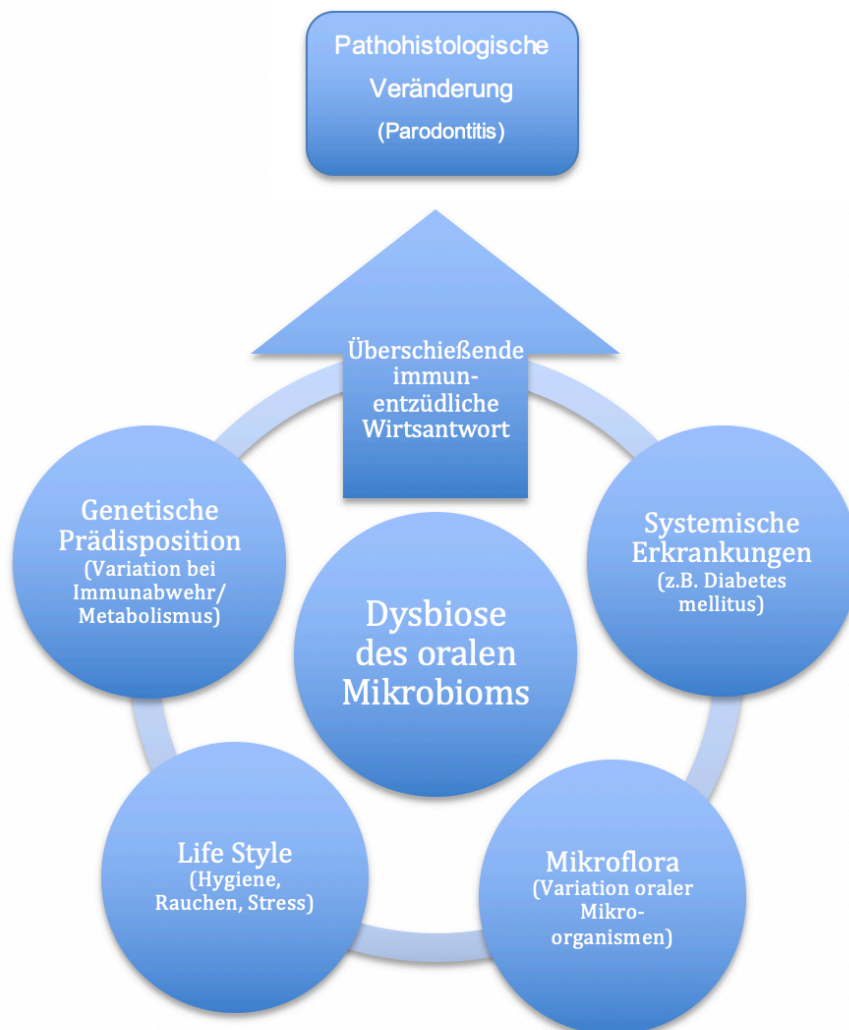 Pathohistologische
Veränderung
(Parodontitis)
Überschießende
immun-
entzüdliche
Wirtsantwort
Genetische
Prädisposition
(Variation bei
Immunabwehr/
Metabolismus)
Systemische
Erkrankungen
(z.B. Diabetes
mellitus)
Dysbiose
des oralen
Mikrobioms
Life Style
(Hygiene,
Rauchen, Stress)
Mikroflora
(Variation oraler
Mikro-
organismen)